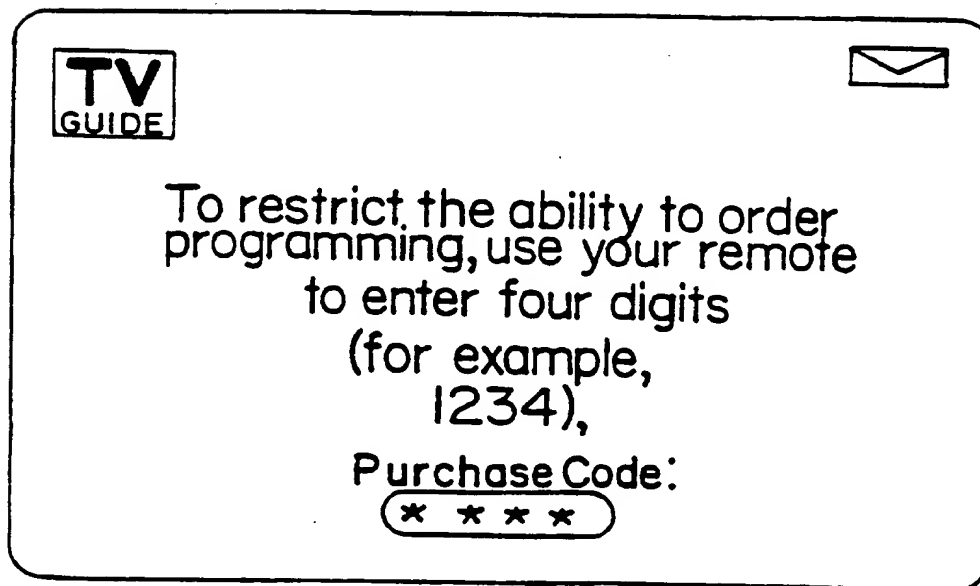 TV
GUIDE
To restrict the ability to order
programming, use your remote
to enter four digits
(for example,
1234),
Purchase Code:
* * * *